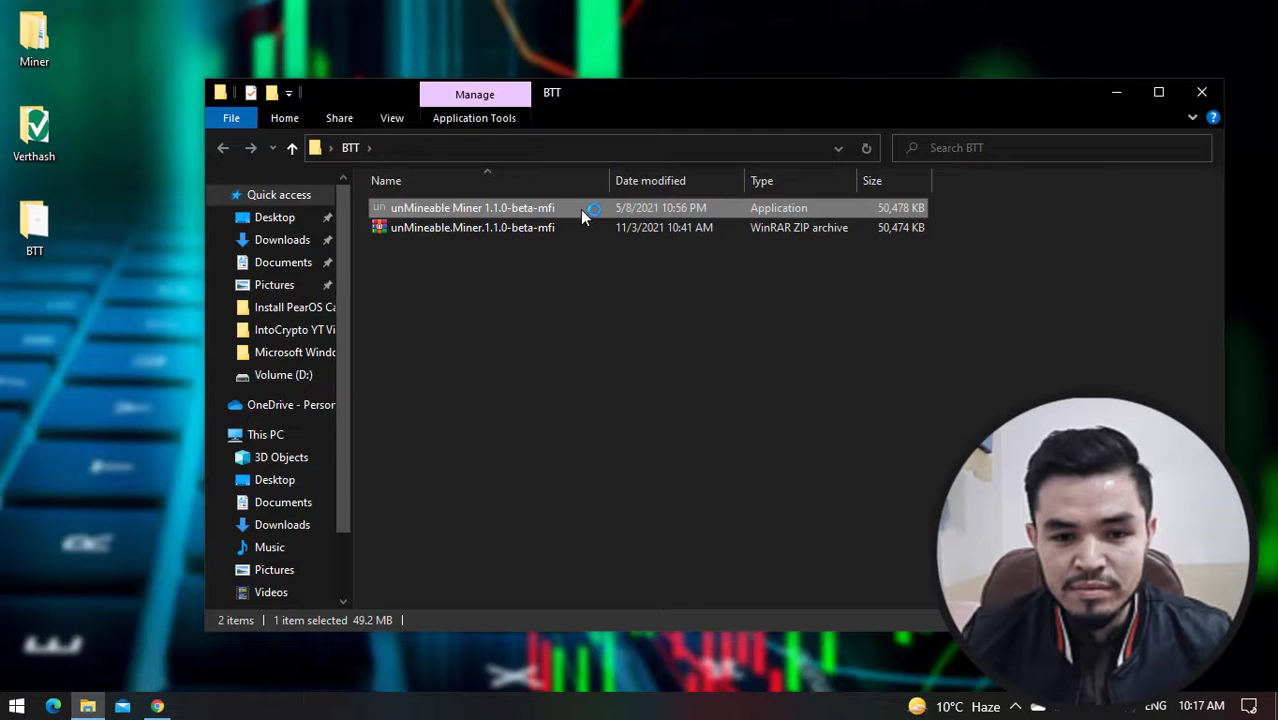 Miner
Verthash
BTT
Manage
BTT
File
Home
Share
View
Application Tools
BTT
Search BTT
Name
Date modified
Type
Size
un unMineable Miner 1.1.0-beta-mfi 5/8/2021 10:56 PM Application 50,478 KB
unMineable.Miner.1.1.0-beta-mfi 11/3/2021 10:41 AM WinRAR ZIP archive 50,474 KB
Quick access
Desktop
Downloads
Documents
Pictures
Install PearOS Ca
IntoCrypto YT Vi
Microsoft Windo
Volume (D:)
OneDrive - Person
This PC
3D Objects
Desktop
Documents
Downloads
Music
Pictures
Videos
2 items
1 item selected 49.2 MB
10°C Haze
ENG
10:17 AM